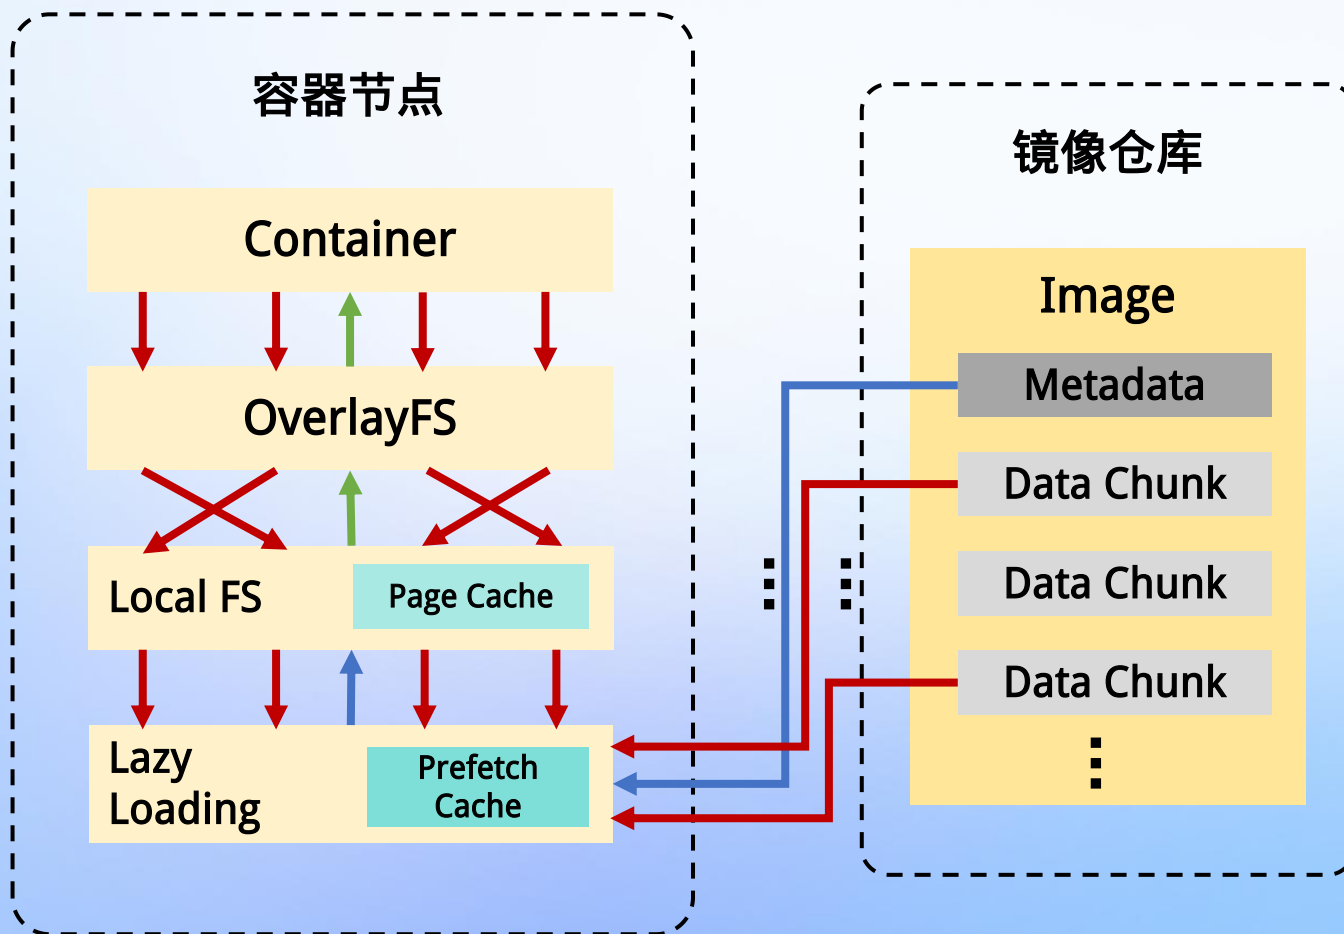 容器节点
Container
OverlayFS
Local FS
Page Cache
Lazy
Loading
Prefetch
Cache
镜像仓库
Image
Metadata
Data Chunk
Data Chunk
Data Chunk